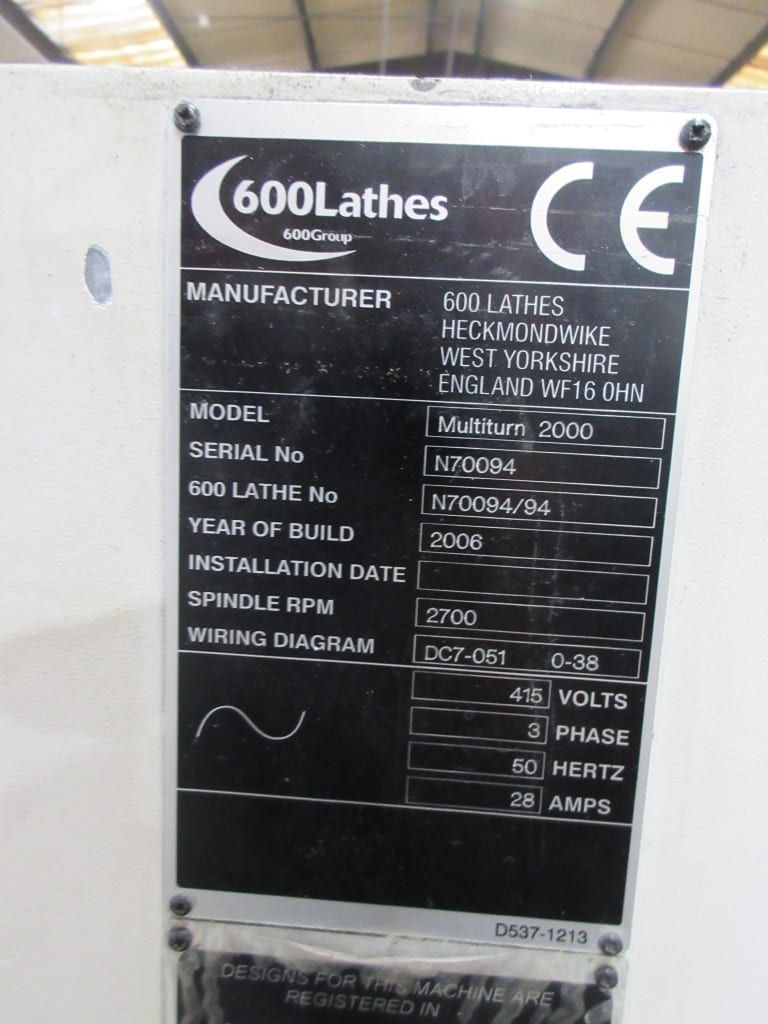 600Lathes
600Group
CE
MANUFACTURER
600 LATHES
HECKMONDWIKE
WEST YORKSHIRE
ENGLAND WF16 0HN
MODEL Multiturn 2000
SERIAL No N70094
600 LATHE No N70094/94
YEAR OF BUILD 2006
INSTALLATION DATE
SPINDLE RPM 2700
WIRING DIAGRAM DC7-051 0-38
415 VOLTS
3 PHASE
50 HERTZ
28 AMPS
D537-1213
DESIGNS FOR THIS MACHINE ARE
REGISTERED IN